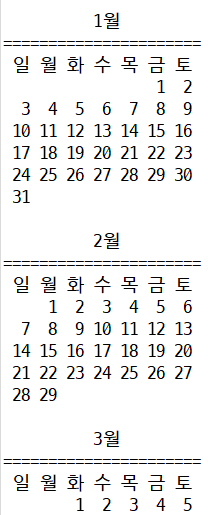 1월
======================
일 월 화 수 목 금 토
                1  2
 3  4  5  6  7  8  9
10 11 12 13 14 15 16
17 18 19 20 21 22 23
24 25 26 27 28 29 30
31
2월
======================
일 월 화 수 목 금 토
    1  2  3  4  5  6
 7  8  9 10 11 12 13
14 15 16 17 18 19 20
21 22 23 24 25 26 27
28 29
3월
======================
일 월 화 수 목 금 토
       1  2  3  4  5